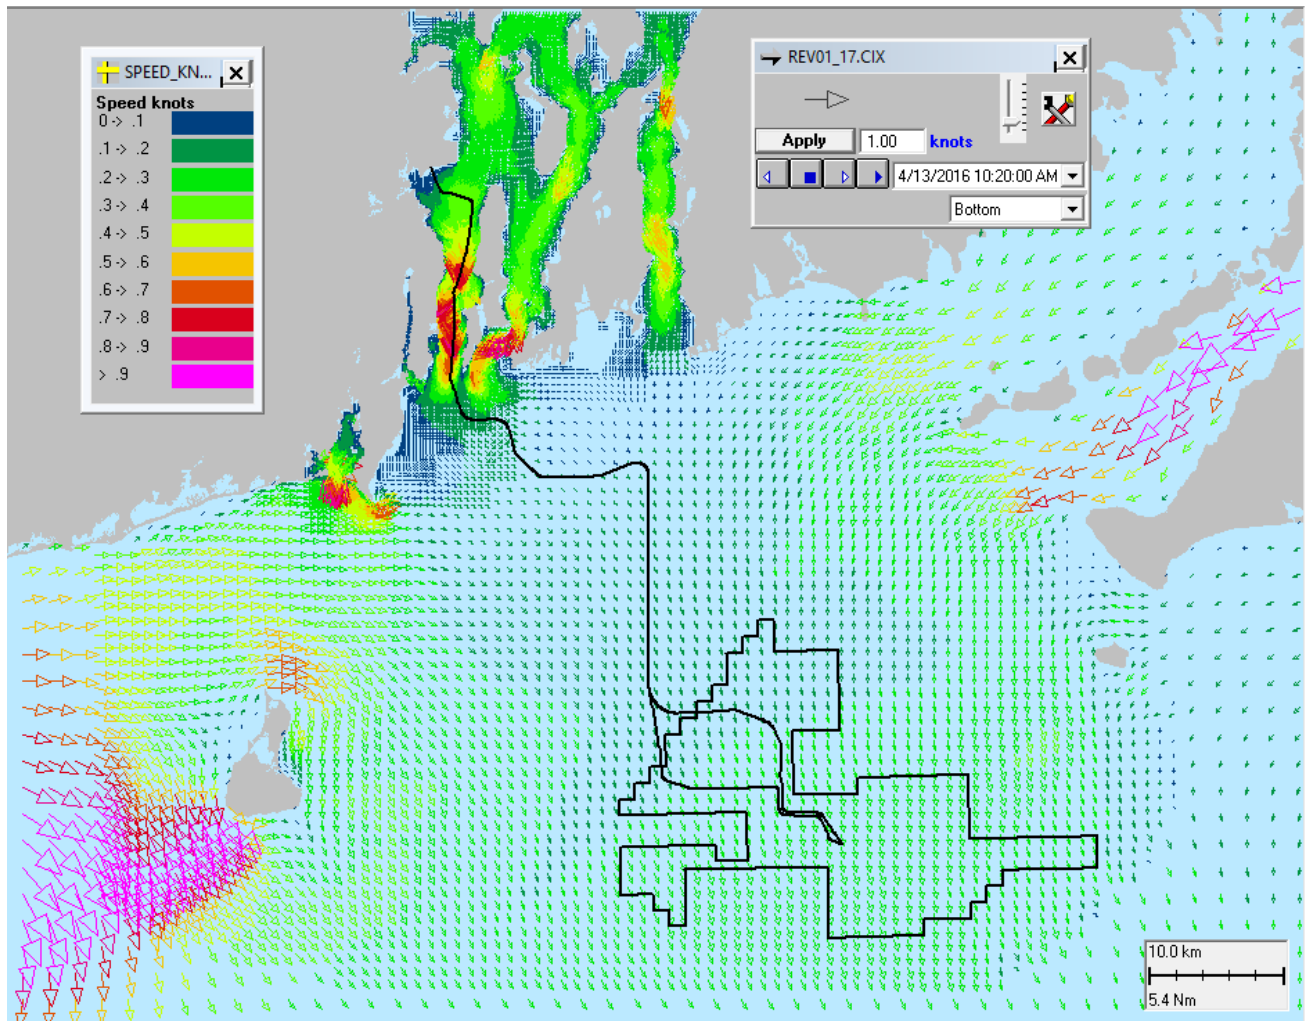 SPEED_KN...
Speed knots
0 -> .1
.1 -> .2
.2 -> .3
.3 -> .4
.4 -> .5
.5 -> .6
.6 -> .7
.7 -> .8
.8 -> .9
> .9
REV01_17.CIX
Apply 1.00 knots
4/13/2016 10:20:00 AM
Bottom
10.0 km
5.4 Nm